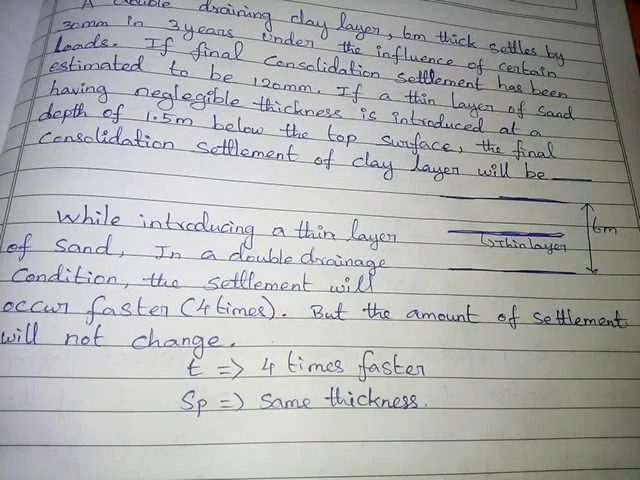 A double draining clay layer, 6m thick settles by
30mm in 3 years under the influence of certain
loads. If final consolidation settlement has been
estimated to be 120mm. If a thin layer of sand
having neglegible thickness is introduced at a
depth of 1.5m below the top surface, the final
consolidation settlement of clay layer will be ___
While introducing a thin layer
of sand, In a double drainage
Condition, the settlement will
occur faster (4 times). But the amount of settlement
will not change.
t => 4 times faster
Sp => Same thickness.
6m
↳Thin layer